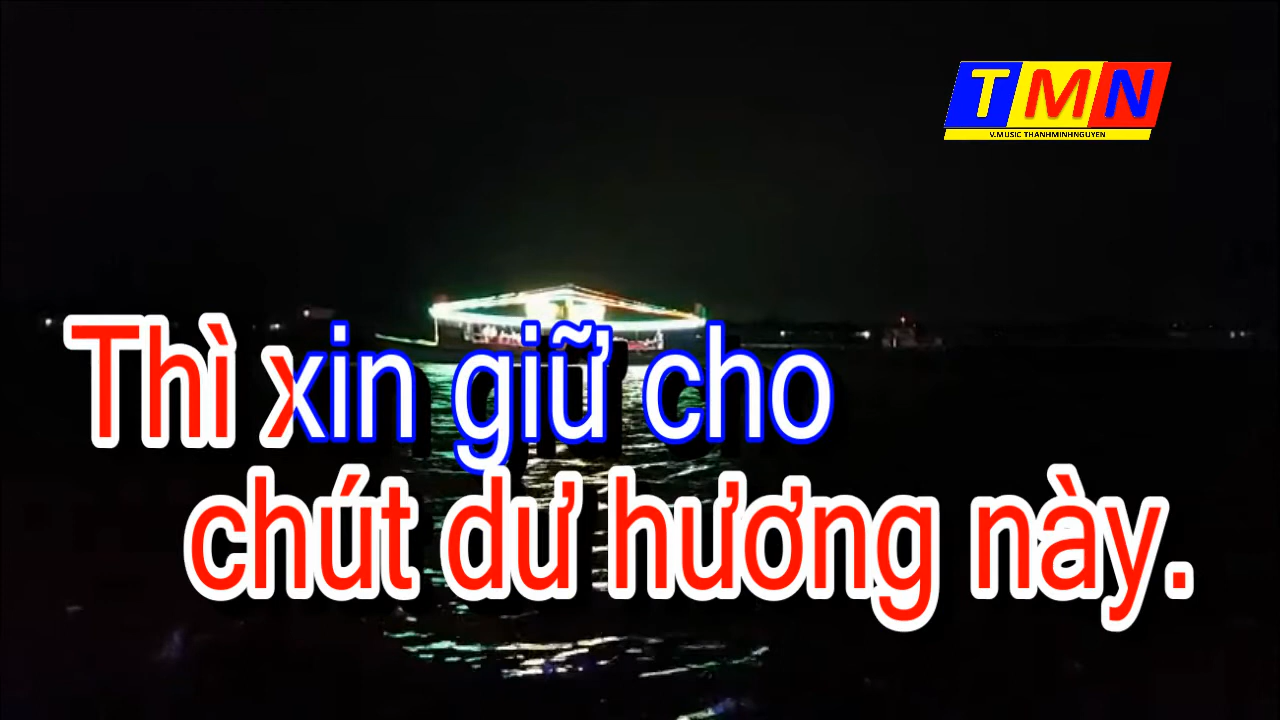 TMN
V.MUSIC THANHMINHNGUYEN
Thì xin giữ cho
chút dư hương này.